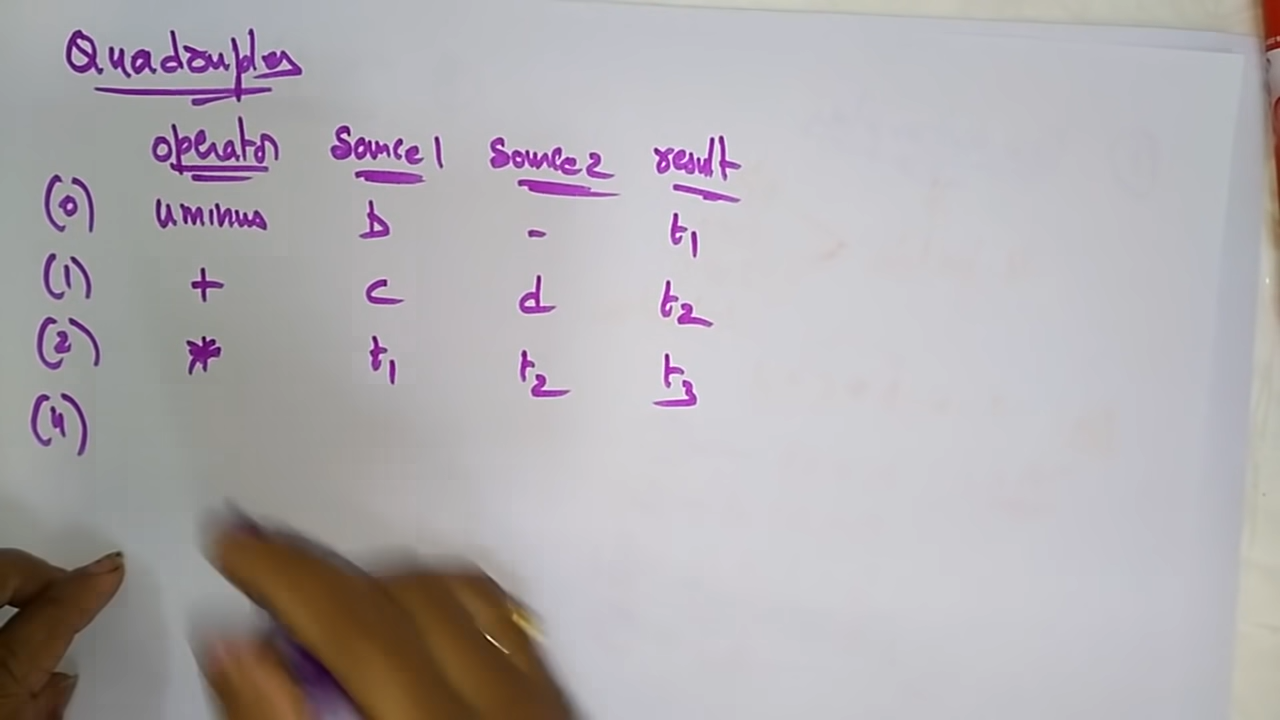 Quadruples
operator source1 source2 result
(0) uminus b - t1
(1) + c d t2
(2) * t1 t2 t3
(4)